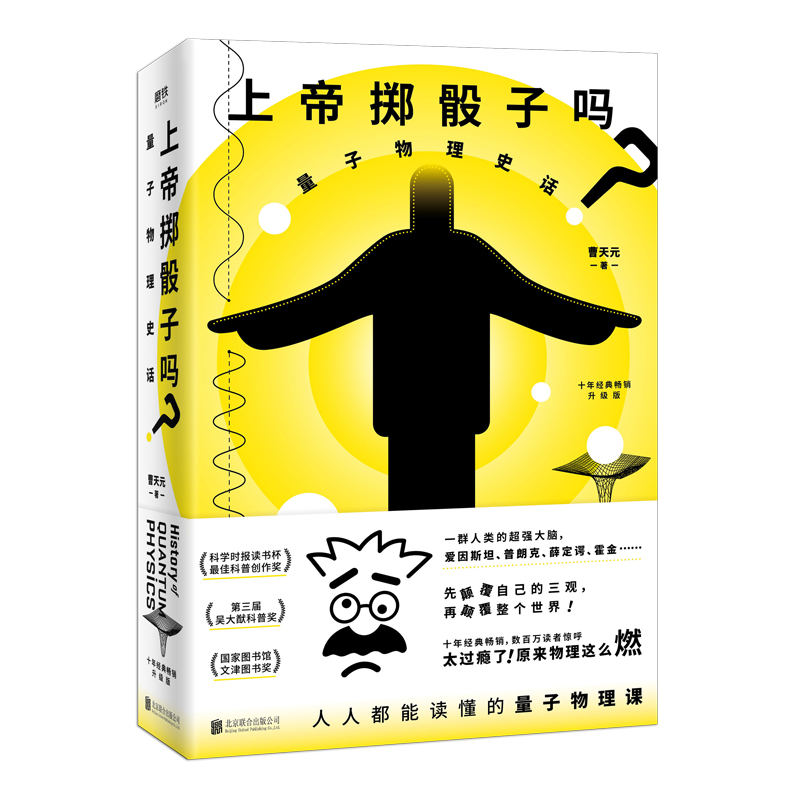 磨铁
XIRON
上帝掷骰子吗?
量子物理史话
曹天元
—著—
History of
QUANTUM
PHYSICS
十年经典畅销
升级版
北京联合出版公司
上帝掷骰子吗?
量子物理史话
曹天元
—著—
十年经典畅销
升级版
科学时报读书杯
最佳科普创作奖
第三届
吴大猷科普奖
国家图书馆
文津图书奖
一群人类的超强大脑,
爱因斯坦、普朗克、薛定谔、霍金……
先颠覆自己的三观,
再颠覆整个世界!
十年经典畅销,数百万读者惊呼
太过瘾了!原来物理这么燃
北京联合出版公司
Beijing United Publishing Co.,Ltd.
人人都能读懂的量子物理课